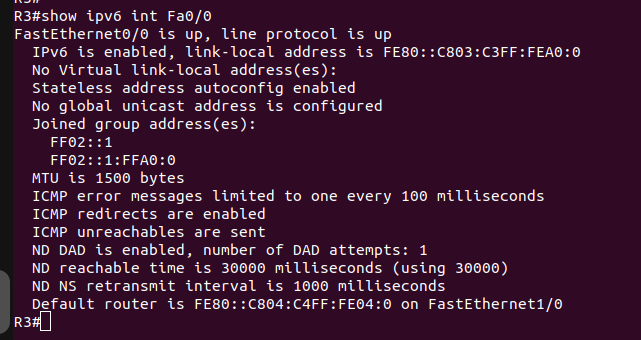 R3#
R3#show ipv6 int Fa0/0
FastEthernet0/0 is up, line protocol is up
  IPv6 is enabled, link-local address is FE80::C803:C3FF:FEA0:0
  No Virtual link-local address(es):
  Stateless address autoconfig enabled
  No global unicast address is configured
  Joined group address(es):
    FF02::1
    FF02::1:FFA0:0
  MTU is 1500 bytes
  ICMP error messages limited to one every 100 milliseconds
  ICMP redirects are enabled
  ICMP unreachables are sent
  ND DAD is enabled, number of DAD attempts: 1
  ND reachable time is 30000 milliseconds (using 30000)
  ND NS retransmit interval is 1000 milliseconds
  Default router is FE80::C804:C4FF:FE04:0 on FastEthernet1/0
R3#